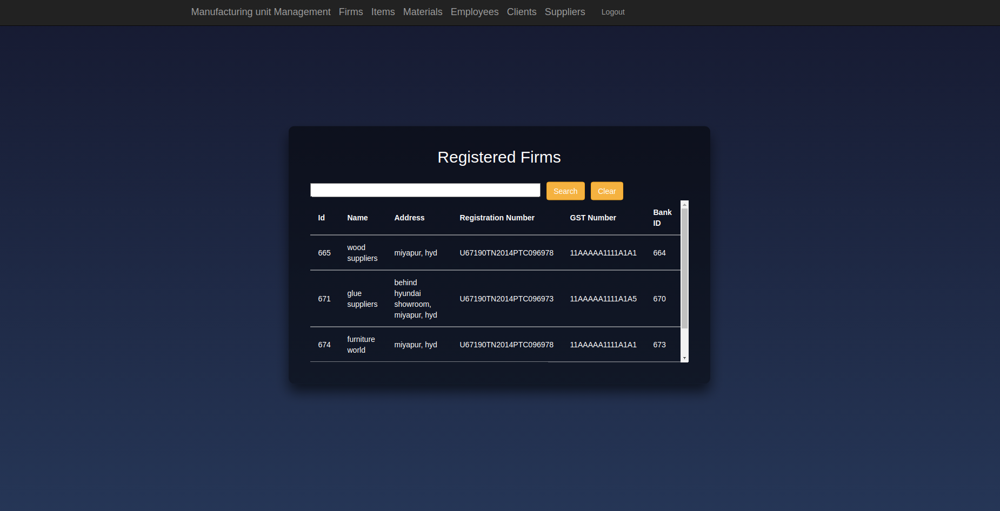 Manufacturing unit Management Firms Items Materials Employees Clients Suppliers Logout
Registered Firms
Search Clear
Id Name Address Registration Number GST Number Bank ID
665 wood suppliers miyapur, hyd U67190TN2014PTC096978 11AAAAA1111A1A1 664
671 glue suppliers behind hyundai showroom, miyapur, hyd U67190TN2014PTC096973 11AAAAA1111A1A5 670
674 furniture world miyapur, hyd U67190TN2014PTC096978 11AAAAA1111A1A1 673